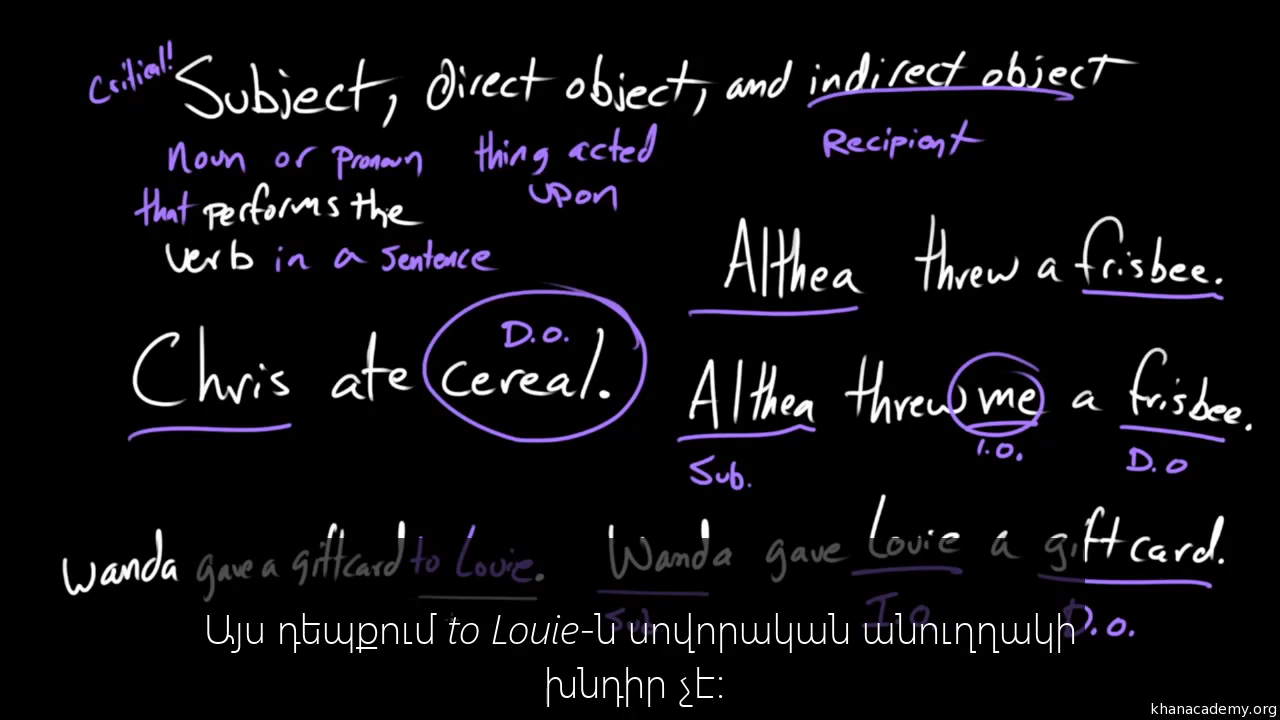 Critical!
Subject, direct object, and indirect object
noun or pronoun
that performs the
verb in a sentence
thing acted
upon
Recipient
Althea threw a frisbee.
D.O.
Chris ate cereal.
Althea threw me a frisbee.
Sub.
I.O.
D.O
Wanda gave a giftcard to Louie.
Wanda gave Louie a giftcard.
Sub
I.O
D.O.
Այս դեպքում to Louie-ն սովորական անուղղակի
խնդիր չէ:
khanacademy.org